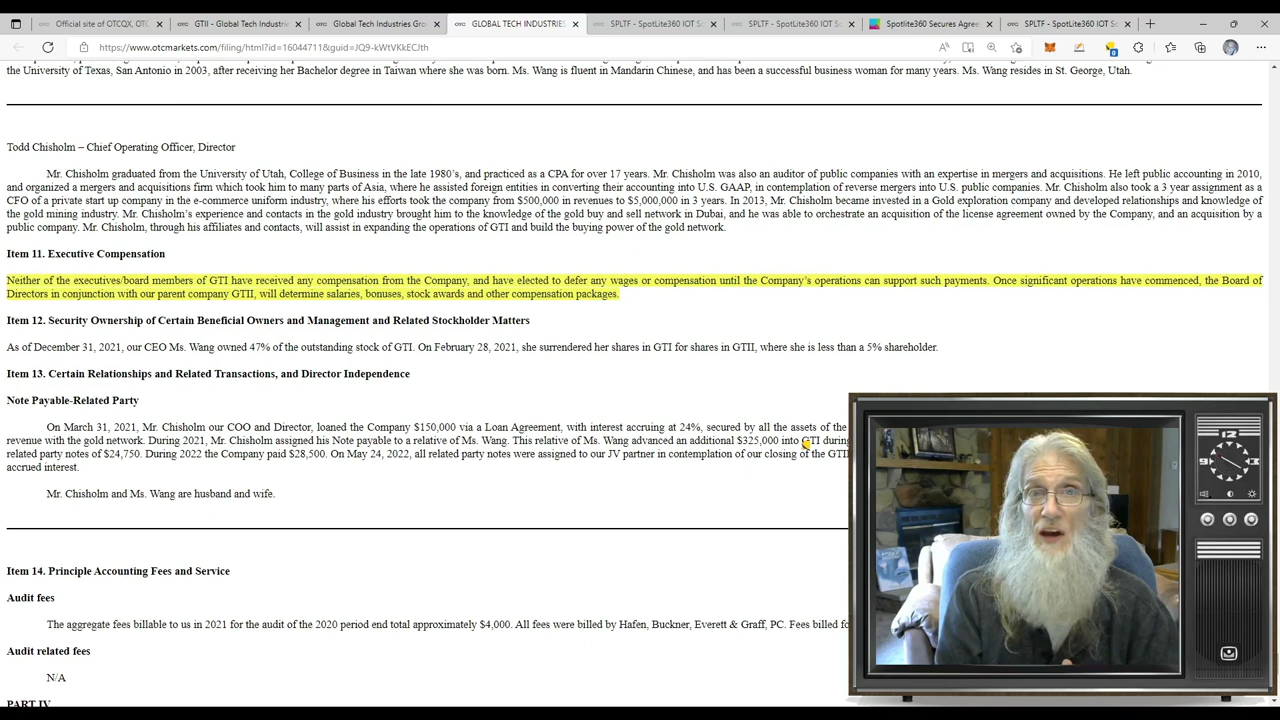 Official site of OTCQX, OTC
GTII - Global Tech Industrie
Global Tech Industries Gro
GLOBAL TECH INDUSTRIES
SPLTF - SpotLite360 IOT S
SPLTF - SpotLite360 IOT S
Spotlite360 Secures Agree
SPLTF - SpotLite360 IOT S
https://www.otcmarkets.com/filing/html?id=16044711&guid=JQ9-kWtVKkECJth
the University of Texas, San Antonio in 2003, after receiving her Bachelor degree in Taiwan where she was born. Ms. Wang is fluent in Mandarin Chinese, and has been a successful business woman for many years. Ms. Wang resides in St. George, Utah.
Todd Chisholm – Chief Operating Officer, Director
Mr. Chisholm graduated from the University of Utah, College of Business in the late 1980's, and practiced as a CPA for over 17 years. Mr. Chisholm was also an auditor of public companies with an expertise in mergers and acquisitions. He left public accounting in 2010,
and organized a mergers and acquisitions firm which took him to many parts of Asia, where he assisted foreign entities in converting their accounting into U.S. GAAP, in contemplation of reverse mergers into U.S. public companies. Mr. Chisholm also took a 3 year assignment as a
CFO of a private start up company in the e-commerce uniform industry, where his efforts took the company from $500,000 in revenues to $5,000,000 in 3 years. In 2013, Mr. Chisholm became invested in a Gold exploration company and developed relationships and knowledge of
the gold mining industry. Mr. Chisholm's experience and contacts in the gold industry brought him to the knowledge of the gold buy and sell network in Dubai, and he was able to orchestrate an acquisition of the license agreement owned by the Company, and an acquisition by a
public company. Mr. Chisholm, through his affiliates and contacts, will assist in expanding the operations of GTI and build the buying power of the gold network.
Item 11. Executive Compensation
Neither of the executives/board members of GTI have received any compensation from the Company, and have elected to defer any wages or compensation until the Company's operations can support such payments. Once significant operations have commenced, the Board of
Directors in conjunction with our parent company GTII, will determine salaries, bonuses, stock awards and other compensation packages.
Item 12. Security Ownership of Certain Beneficial Owners and Management and Related Stockholder Matters
As of December 31, 2021, our CEO Ms. Wang owned 47% of the outstanding stock of GTI. On February 28, 2021, she surrendered her shares in GTI for shares in GTII, where she is less than a 5% shareholder.
Item 13. Certain Relationships and Related Transactions, and Director Independence
Note Payable-Related Party
On March 31, 2021, Mr. Chisholm our COO and Director, loaned the Company $150,000 via a Loan Agreement, with interest accruing at 24%, secured by all the assets of the
revenue with the gold network. During 2021, Mr. Chisholm assigned his Note payable to a relative of Ms. Wang. This relative of Ms. Wang advanced an additional $325,000 into GTI during
related party notes of $24,750. During 2022 the Company paid $28,500. On May 24, 2022, all related party notes were assigned to our JV partner in contemplation of our closing of the GTII
accrued interest.
Mr. Chisholm and Ms. Wang are husband and wife.
Item 14. Principle Accounting Fees and Service
Audit fees
The aggregate fees billable to us in 2021 for the audit of the 2020 period end total approximately $4,000. All fees were billed by Hafen, Buckner, Everett & Graff, PC. Fees billed fo
Audit related fees
N/A
PART IV
12
9
3